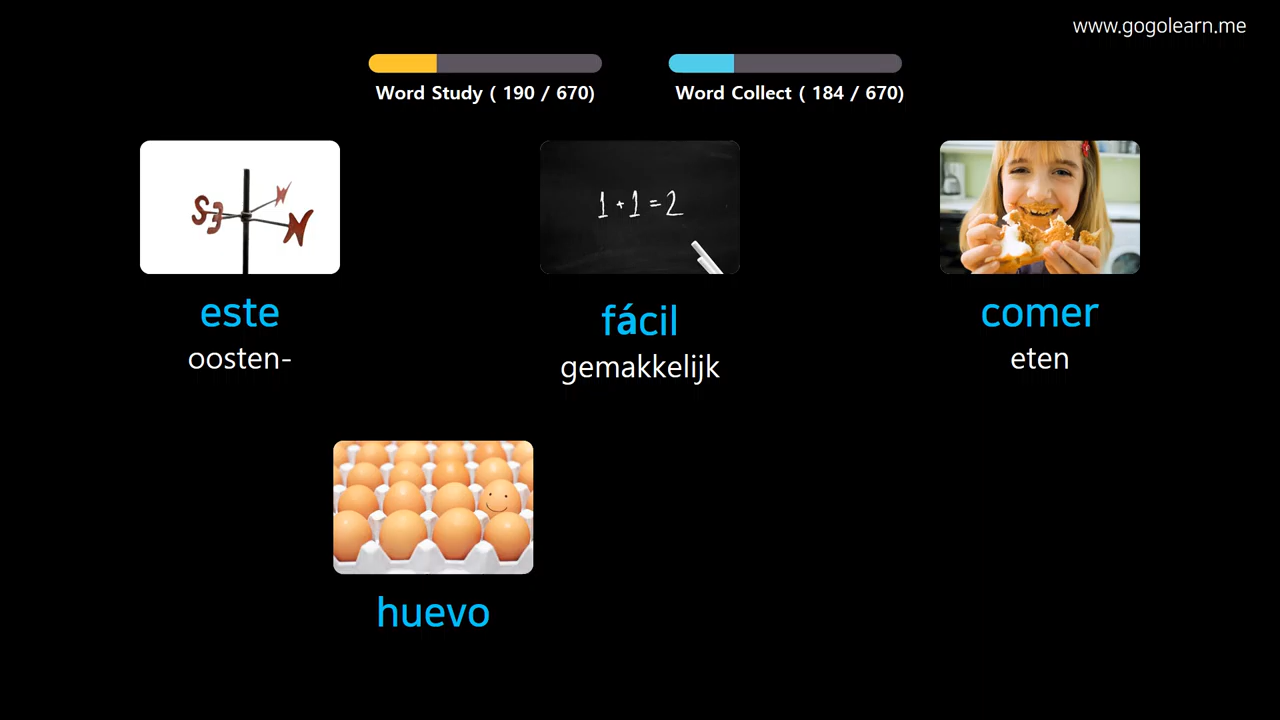 www.gogolearn.me
Word Study ( 190 / 670)
Word Collect ( 184 / 670)
1 + 1 = 2
este
oosten-
fácil
gemakkelijk
comer
eten
huevo